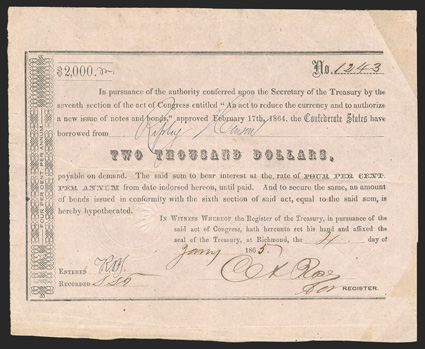 $2,000.
No. 1243
In pursuance of the authority conferred upon the Secretary of the Treasury by the
seventh section of the act of Congress entitled "An act to reduce the currency and to authorize
a new issue of notes and bonds," approved February 17th, 1864, the Confederate States have
borrowed from
TWO THOUSAND DOLLARS,
payable on demand. The said sum to bear interest at the rate of FOUR PER CENT.
PER ANNUM from date indorsed hereon, until paid. And to secure the same, an amount
of bonds issued in conformity with the sixth section of said act, equal to the said sum, is
hereby hypothecated.
In Witness Whereof the Register of the Treasury, in pursuance of the
said act of Congress, hath hereunto set his hand and affixed the
seal of the Treasury, at Richmond, the 4 day of
Jany 1865
Entered
Recorded
REGISTER.